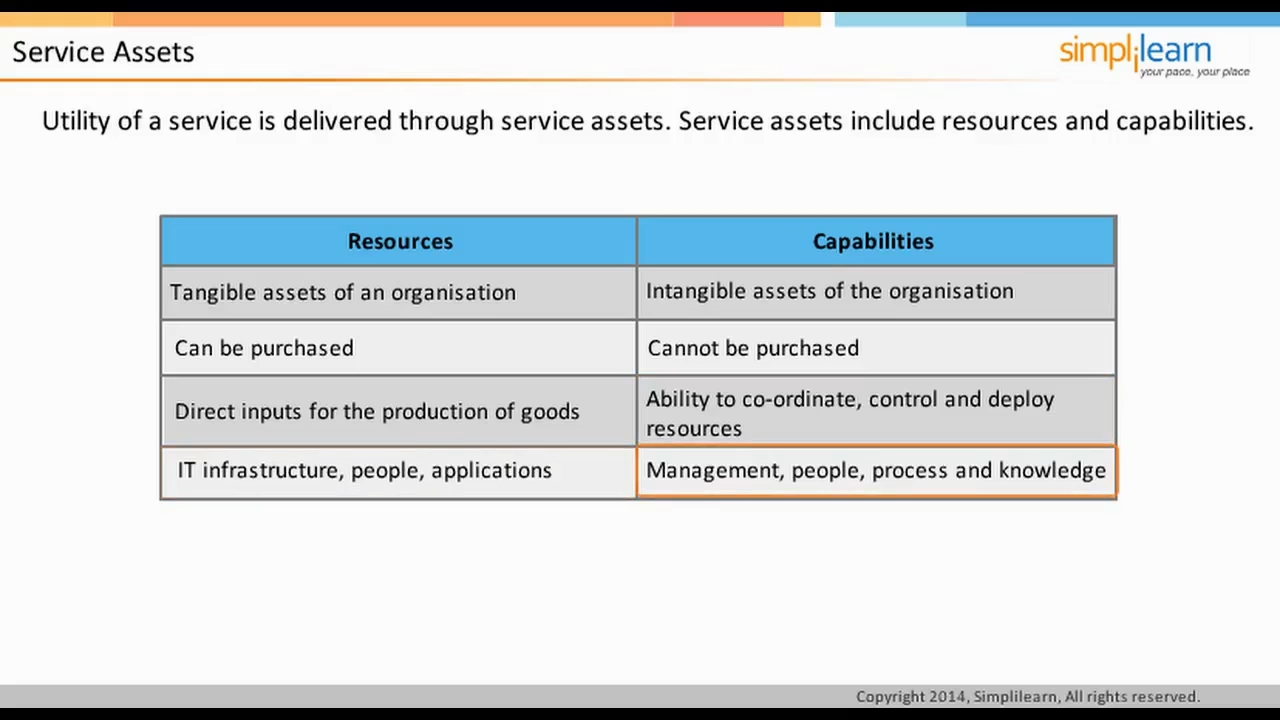 Service Assets
simplilearn
your pace, your place
Utility of a service is delivered through service assets. Service assets include resources and capabilities.
Resources
Capabilities
Tangible assets of an organisation
Intangible assets of the organisation
Can be purchased
Cannot be purchased
Direct inputs for the production of goods
Ability to co-ordinate, control and deploy
resources
IT infrastructure, people, applications
Management, people, process and knowledge
Copyright 2014, Simplilearn, All rights reserved.